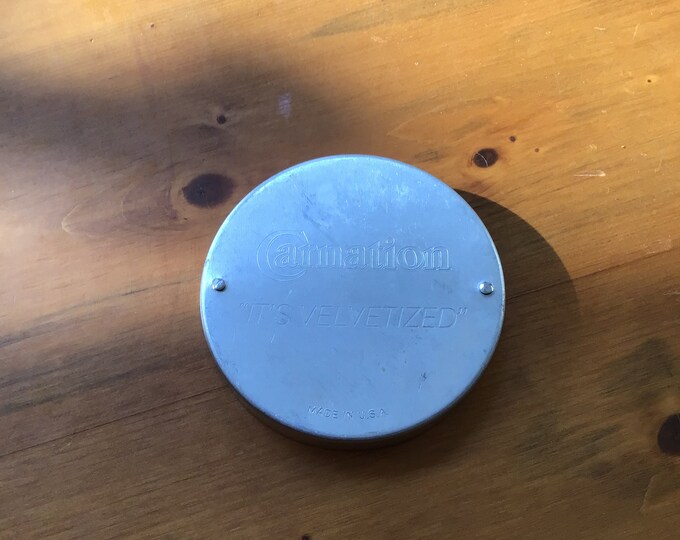 Carnation
"IT'S VELVETIZED"
MADE IN U.S.A.